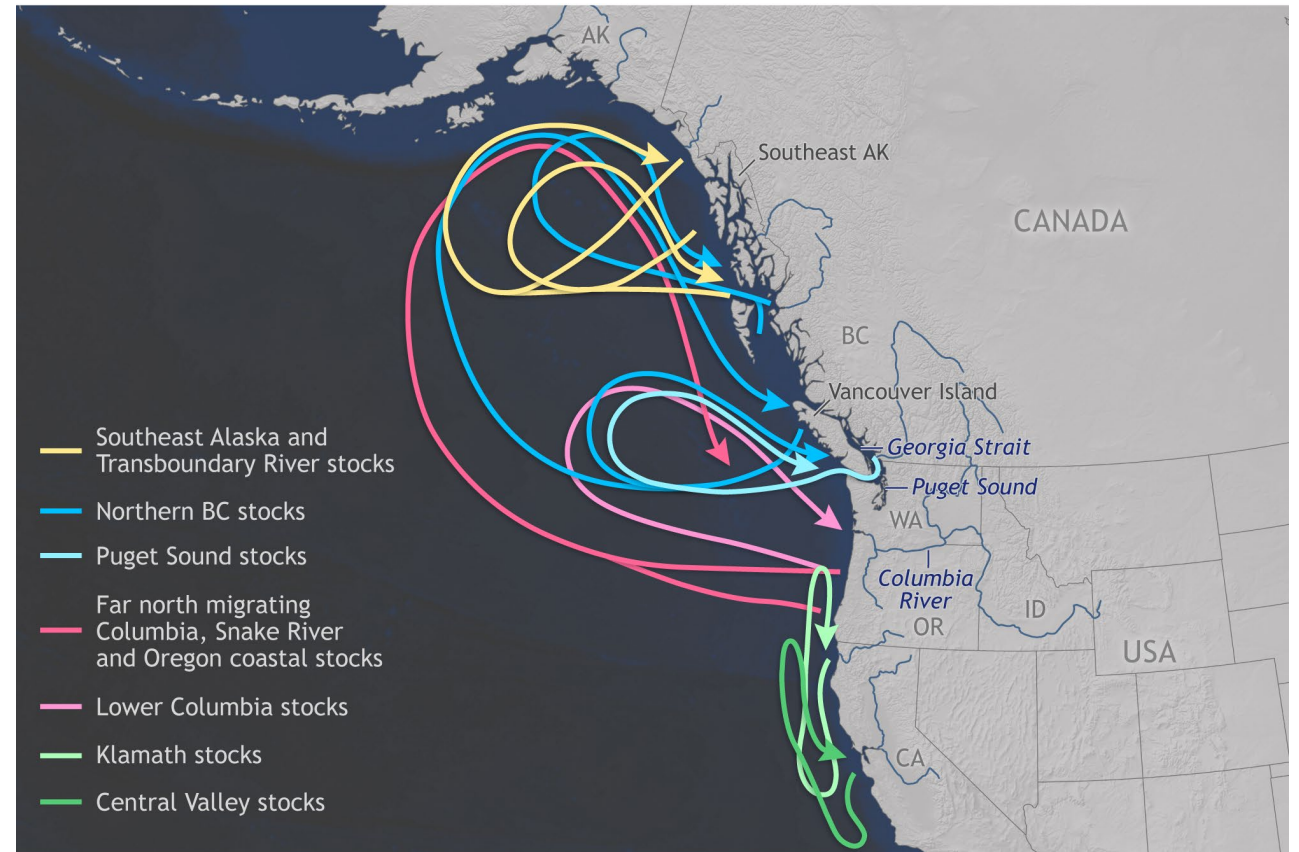 AK
Southeast AK
CANADA
BC
Vancouver Island
Georgia Strait
Puget Sound
WA
Columbia
River
ID
OR
USA
CA
Southeast Alaska and
Transboundary River stocks
Northern BC stocks
Puget Sound stocks
Far north migrating
Columbia, Snake River
and Oregon coastal stocks
Lower Columbia stocks
Klamath stocks
Central Valley stocks